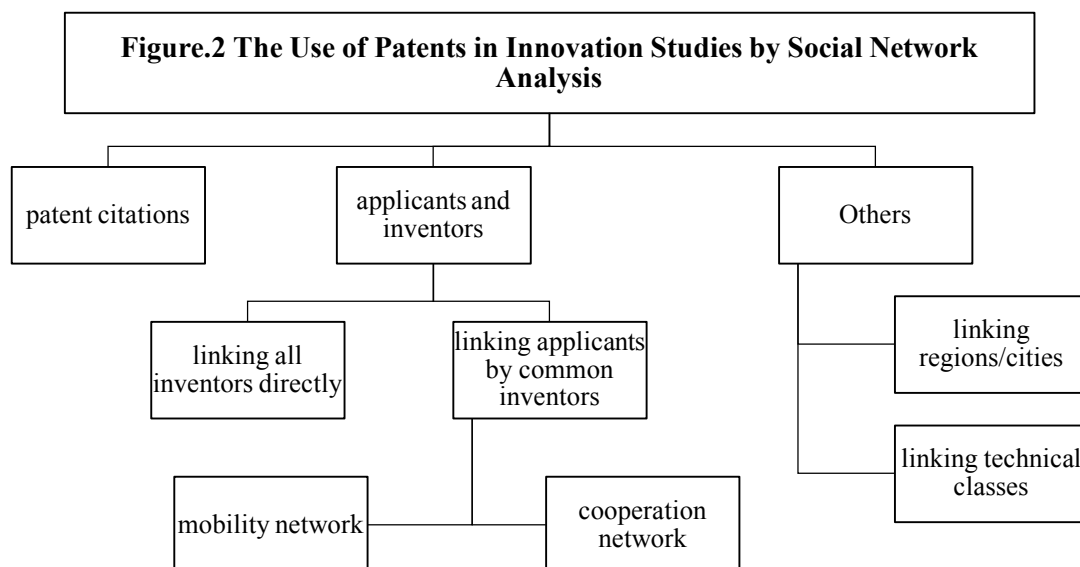 Figure.2 The Use of Patents in Innovation Studies by Social Network
Analysis
patent citations
applicants and
inventors
Others
linking all
inventors directly
linking applicants
by common
inventors
linking
regions/cities
linking technical
classes
mobility network
cooperation
network